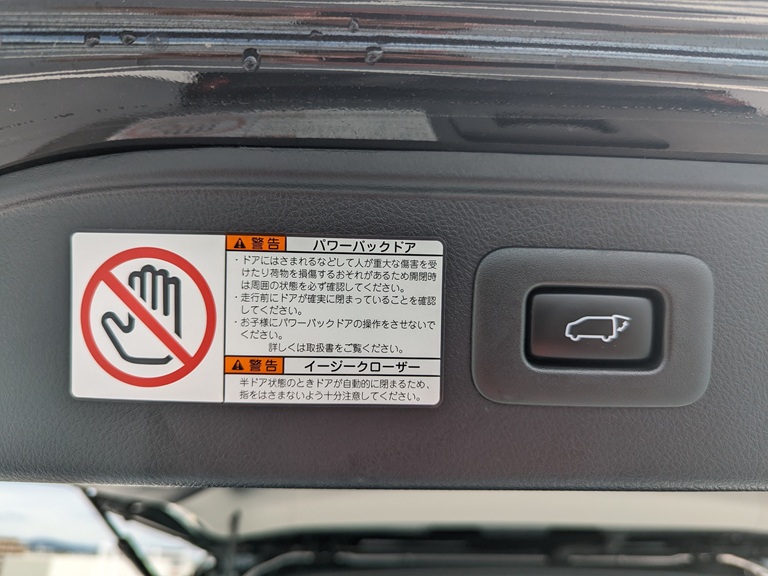 警告 パワーバックドア
・ドアにはさまれるなどして人が重大な傷害を受
けたり荷物を損傷するおそれがあるため開閉時
は周囲の状態を必ず確認してください。
・走行前にドアが確実に閉まっていることを確認
してください。
・お子様にパワーバックドアの操作をさせないで
ください。
詳しくは取扱書をご覧ください。
警告 イージークローザー
半ドア状態のときドアが自動的に閉まるため、
指をはさまないよう十分注意してください。